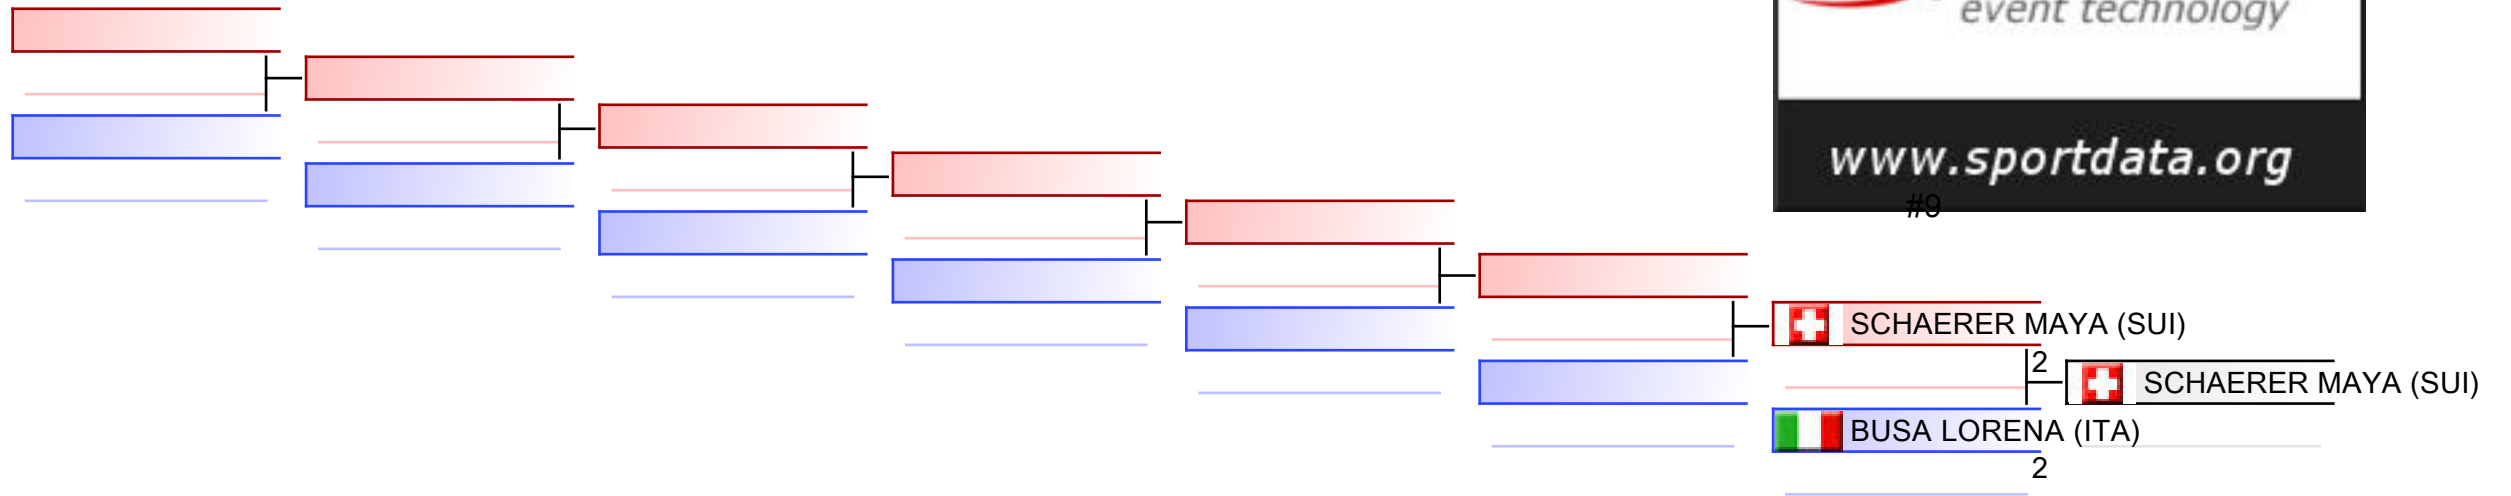 event technology
www.sportdata.org
#9
SCHAERER MAYA (SUI)
2
SCHAERER MAYA (SUI)
BUSA LORENA (ITA)
2